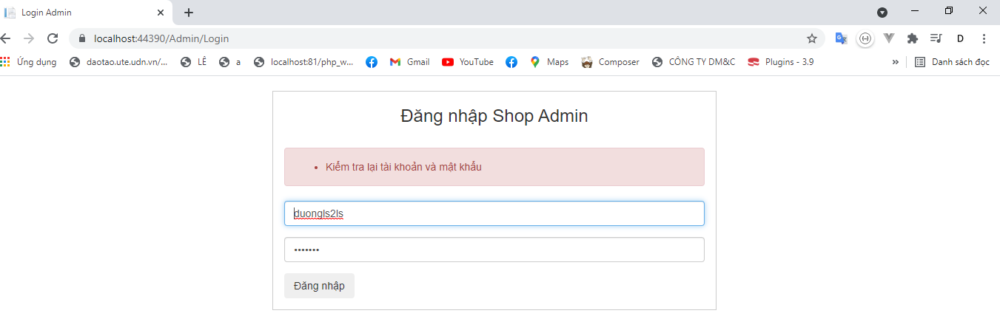 Login Admin
localhost:44390/Admin/Login
D
Ứng dụng daotao.ute.udn.vn/... LÊ a localhost:81/php_w... Gmail YouTube Maps Composer CÔNG TY DM&C Plugins - 3.9 » Danh sách đọc
Đăng nhập Shop Admin
• Kiểm tra lại tài khoản và mật khẩu
duongls2ls
•••••••
Đăng nhập